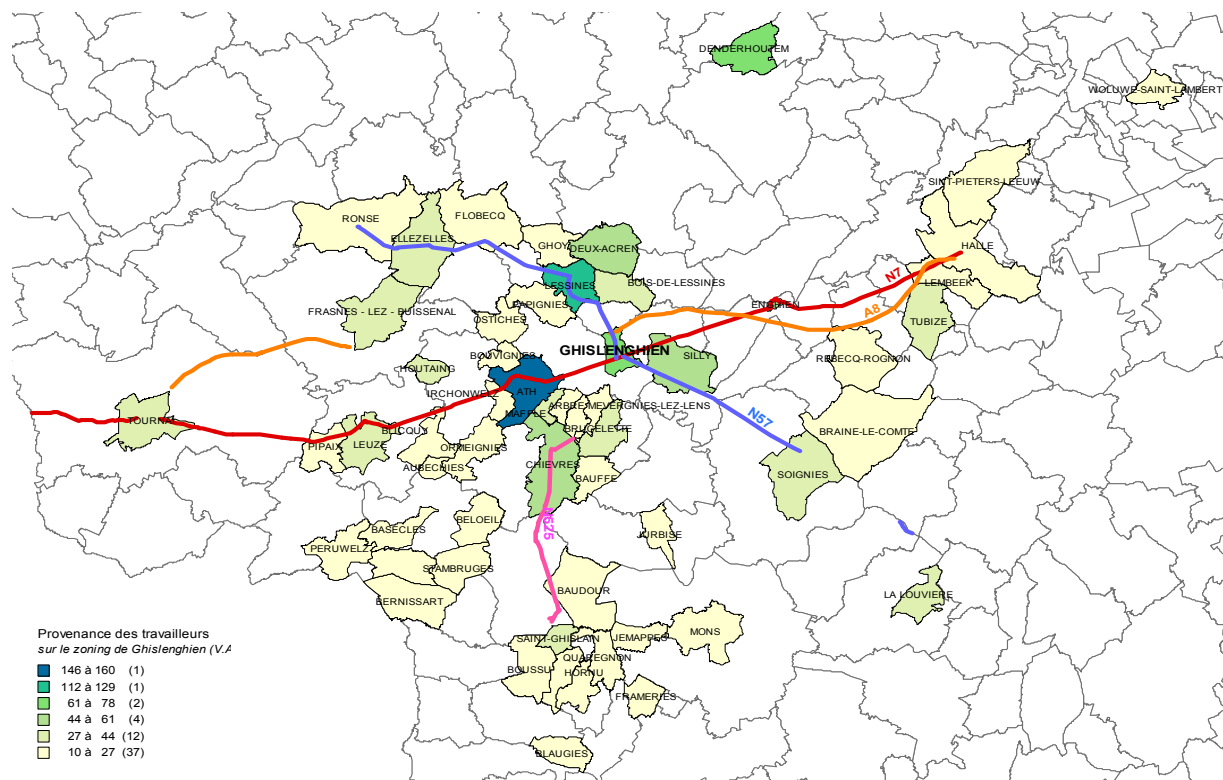 DENDERHOUTEM
WOLUWE-SAINT-LAMBERT
SINT-PIETERS-LEEUW
RONSE
FLOBECQ
ELLEZELLES
GHOY
DEUX-ACREN
HALLE
N7
LESSINES
BOIS-DE-LESSINES
LEMBEEK
FRASNES - LEZ - BUISSENAL
PAPIGNIES
ENGHIEN
A8
OSTICHES
TUBIZE
GHISLENGHIEN
BOUVIGNIES
SILLY
REBECQ-ROGNON
HOUTAING
IRCHONWELZ
ATH
ARBRE
MEVERGNIES-LEZ-LENS
MAFFLE
N57
TOURNAI
BLICQUY
BRUGELETTE
BRAINE-LE-COMTE
PIPAIX
LEUZE
ORMEIGNIES
AUBECHIES
CHIEVRES
BAUFFE
SOIGNIES
BELOEIL
N525
BASECLES
JURBISE
PERUWELZ
STAMBRUGES
BAUDOUR
LA LOUVIERE
BERNISSART
SAINT-GHISLAIN
JEMAPPES
MONS
QUAREGNON
BOUSSU
HORNU
FRAMERIES
BLAUGIES
Provenance des travailleurs
sur le zoning de Ghislenghien (V.A
146 à 160 (1)
112 à 129 (1)
61 à 78 (2)
44 à 61 (4)
27 à 44 (12)
10 à 27 (37)